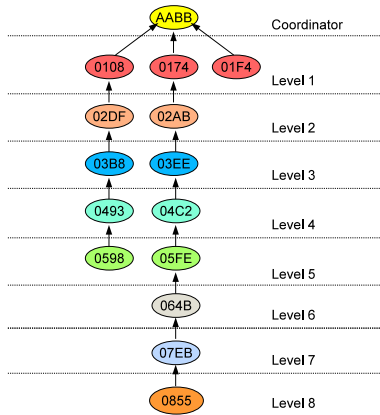 AABB
Coordinator
0108 0174 01F4
Level 1
02DF 02AB
Level 2
03B8 03EE
Level 3
0493 04C2
Level 4
0598 05FE
Level 5
064B
Level 6
07EB
Level 7
0855
Level 8